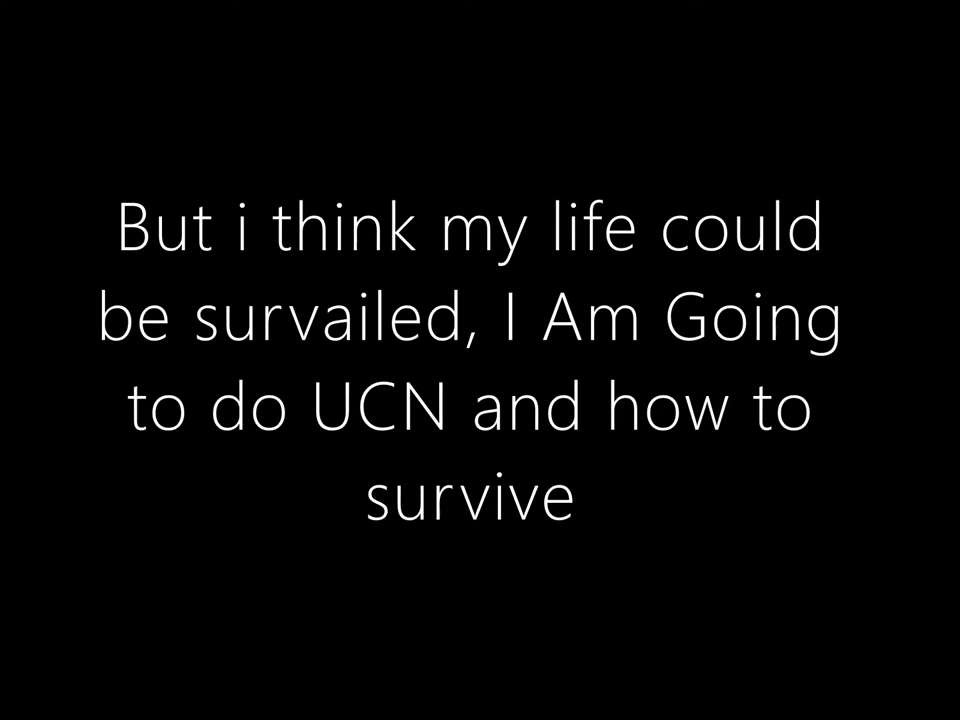 But i think my life could
be survailed, I Am Going
to do UCN and how to
survive